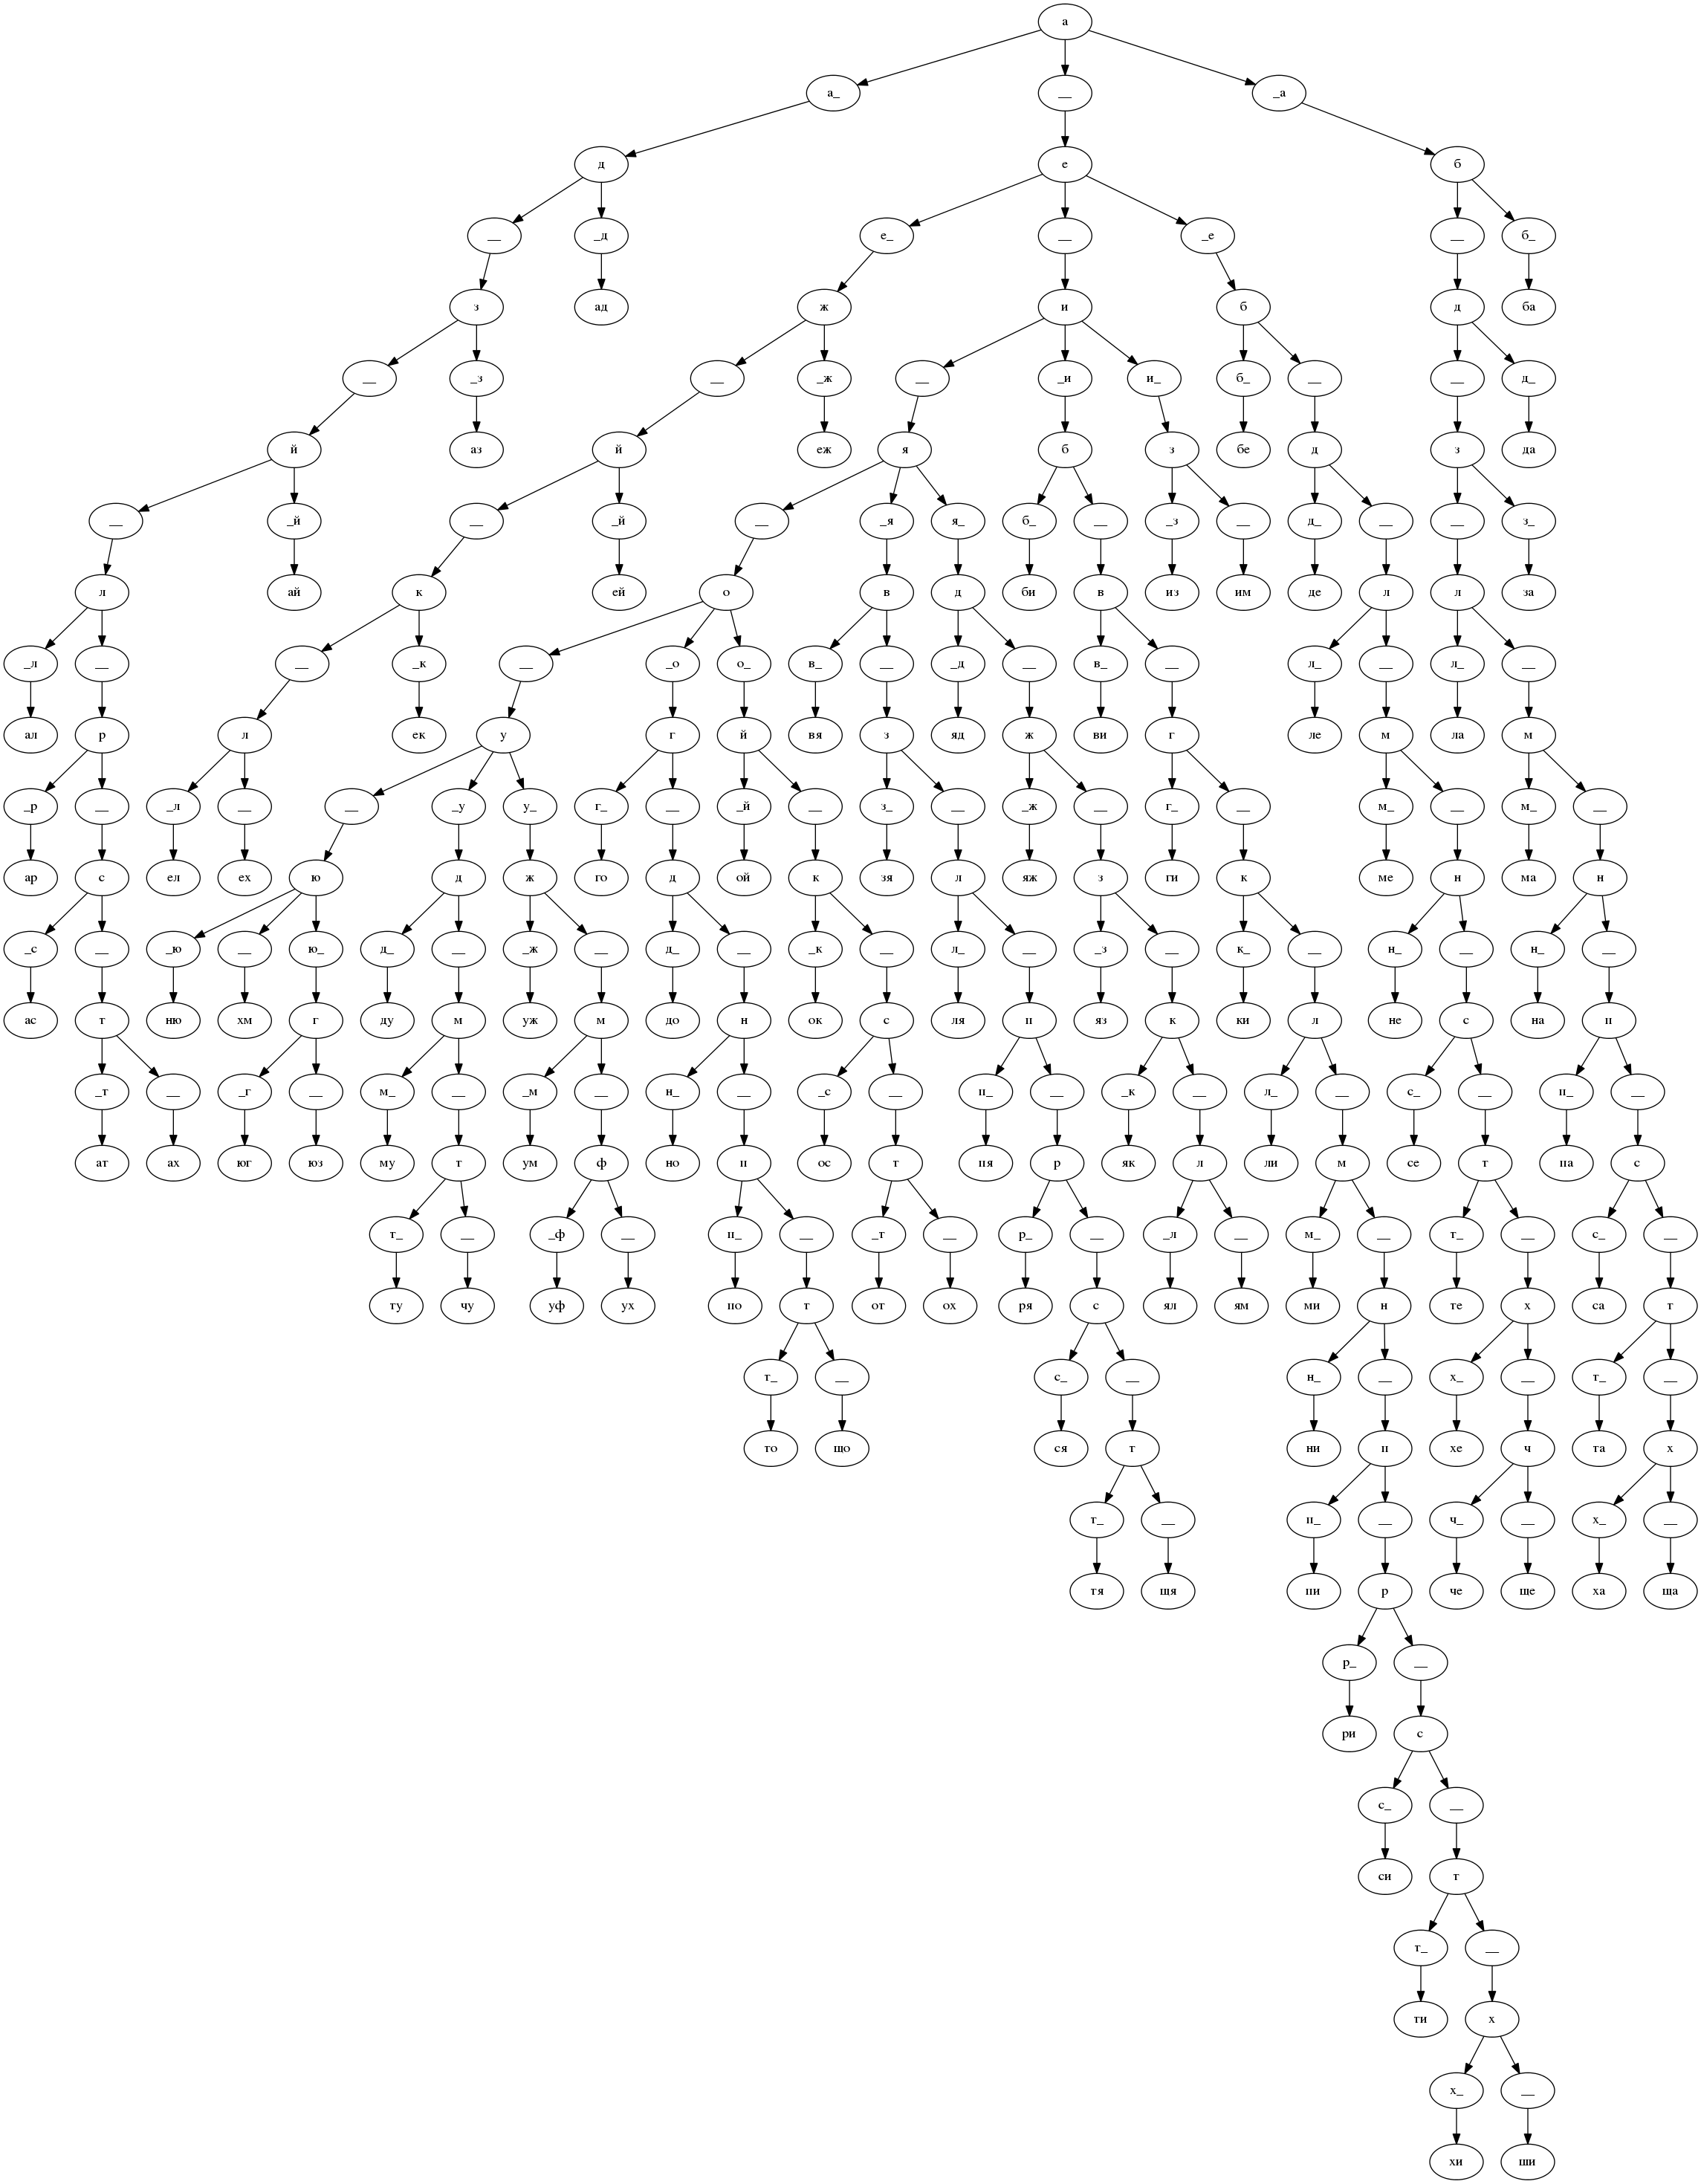 а
а_ __ _а
д е б
__ _д е_ __ _е __ б_
з ад ж и б д ба
__ _з __ _ж __ _и и_ б_ __ __ д_
й аз й еж я б з бе д з да
__ _й __ _й __ _я я_ б_ __ _з __ д_ __ __ з_
л ай к ей о в д би в из им де л л за
_л __ __ _к __ _о о_ в_ __ _д __ в_ __ л_ __ л_ __
ал р л ек у г й вя з яд ж ви г ле м ла м
_р __ _л __ __ _у у_ г_ __ _й __ з_ __ _ж __ г_ __ м_ __ м_ __
ар с ел ех ю д ж го д ой к зя л яж з ги к ме н ма н
_с __ _ю __ ю_ д_ __ _ж __ д_ __ _к __ л_ __ _з __ к_ __ н_ __ н_ __
ас т ню хм г ду м уж м до н ок с ля п яз к ки л не с на п
_т __ _г __ м_ __ _м __ н_ __ _с __ п_ __ _к __ л_ __ с_ __ п_ __
ат ах юг юз му т ум ф но п ос т пя р як л ли м се т па с
т_ __ _ф __ п_ __ _т __ р_ __ _л __ м_ __ т_ __ с_ __
ту чу уф ух по т от ох ря с ял ям ми н те х са т
т_ __ с_ __ н_ __ х_ __ т_ __
то що ся т ни п хе ч та х
т_ __ п_ __ ч_ __ х_ __
тя щя пи р че ще ха ща
р_ __
ри с
с_ __
си т
т_ __
ти х
х_ __
хи ши